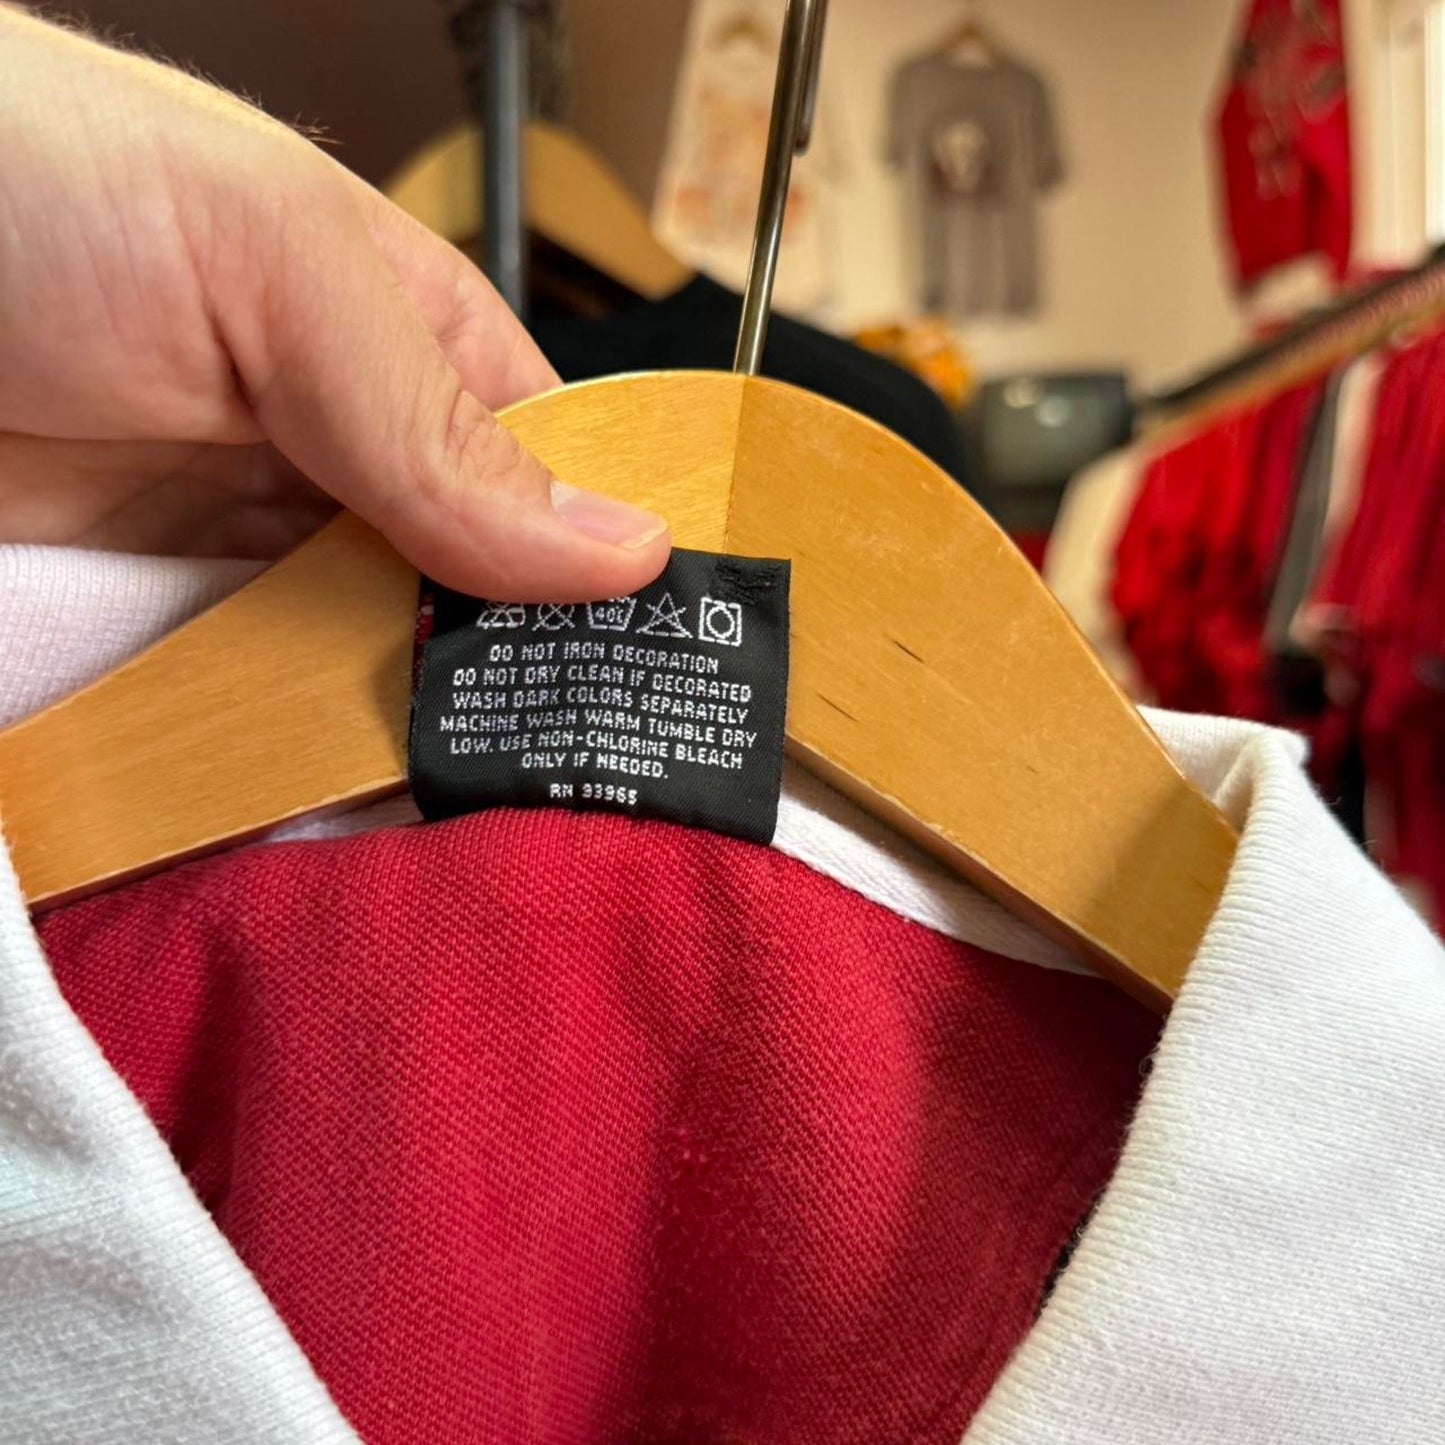 DO NOT IRON DECORATION
DO NOT DRY CLEAN IF DECORATED
WASH DARK COLORS SEPARATELY
MACHINE WASH WARM TUMBLE DRY
LOW. USE NON-CHLORINE BLEACH
ONLY IF NEEDED.
RN 93965